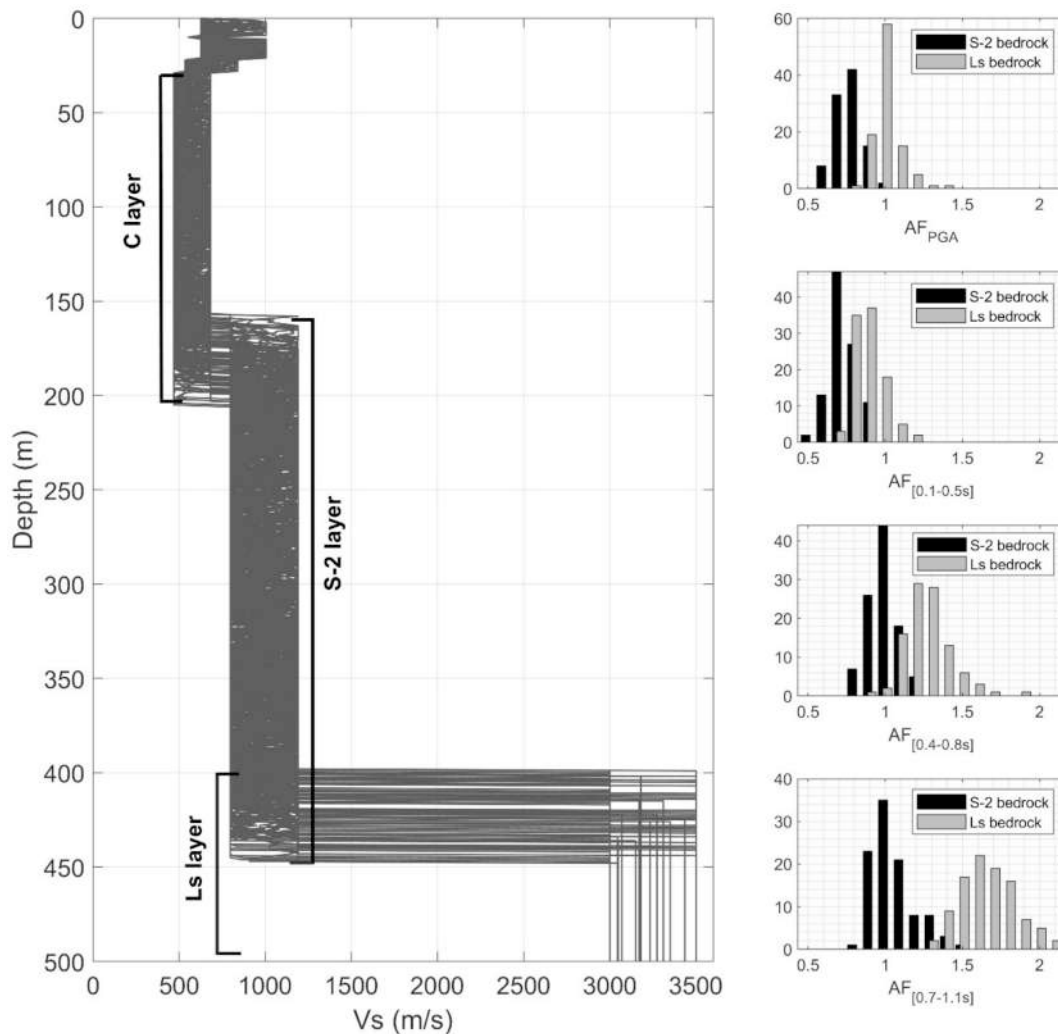 0
50
100
150
200
250
300
350
400
450
500
Depth (m)
0 500 1000 1500 2000 2500 3000 3500
Vs (m/s)
C layer
S-2 layer
Ls layer
60
40
20
0
S-2 bedrock
Ls bedrock
0.5 1 1.5 2
AF_PGA
40
30
20
10
0
S-2 bedrock
Ls bedrock
0.5 1 1.5 2
AF_[0.1-0.5s]
40
30
20
10
0
S-2 bedrock
Ls bedrock
0.5 1 1.5 2
AF_[0.4-0.8s]
40
30
20
10
0
S-2 bedrock
Ls bedrock
0.5 1 1.5 2
AF_[0.7-1.1s]